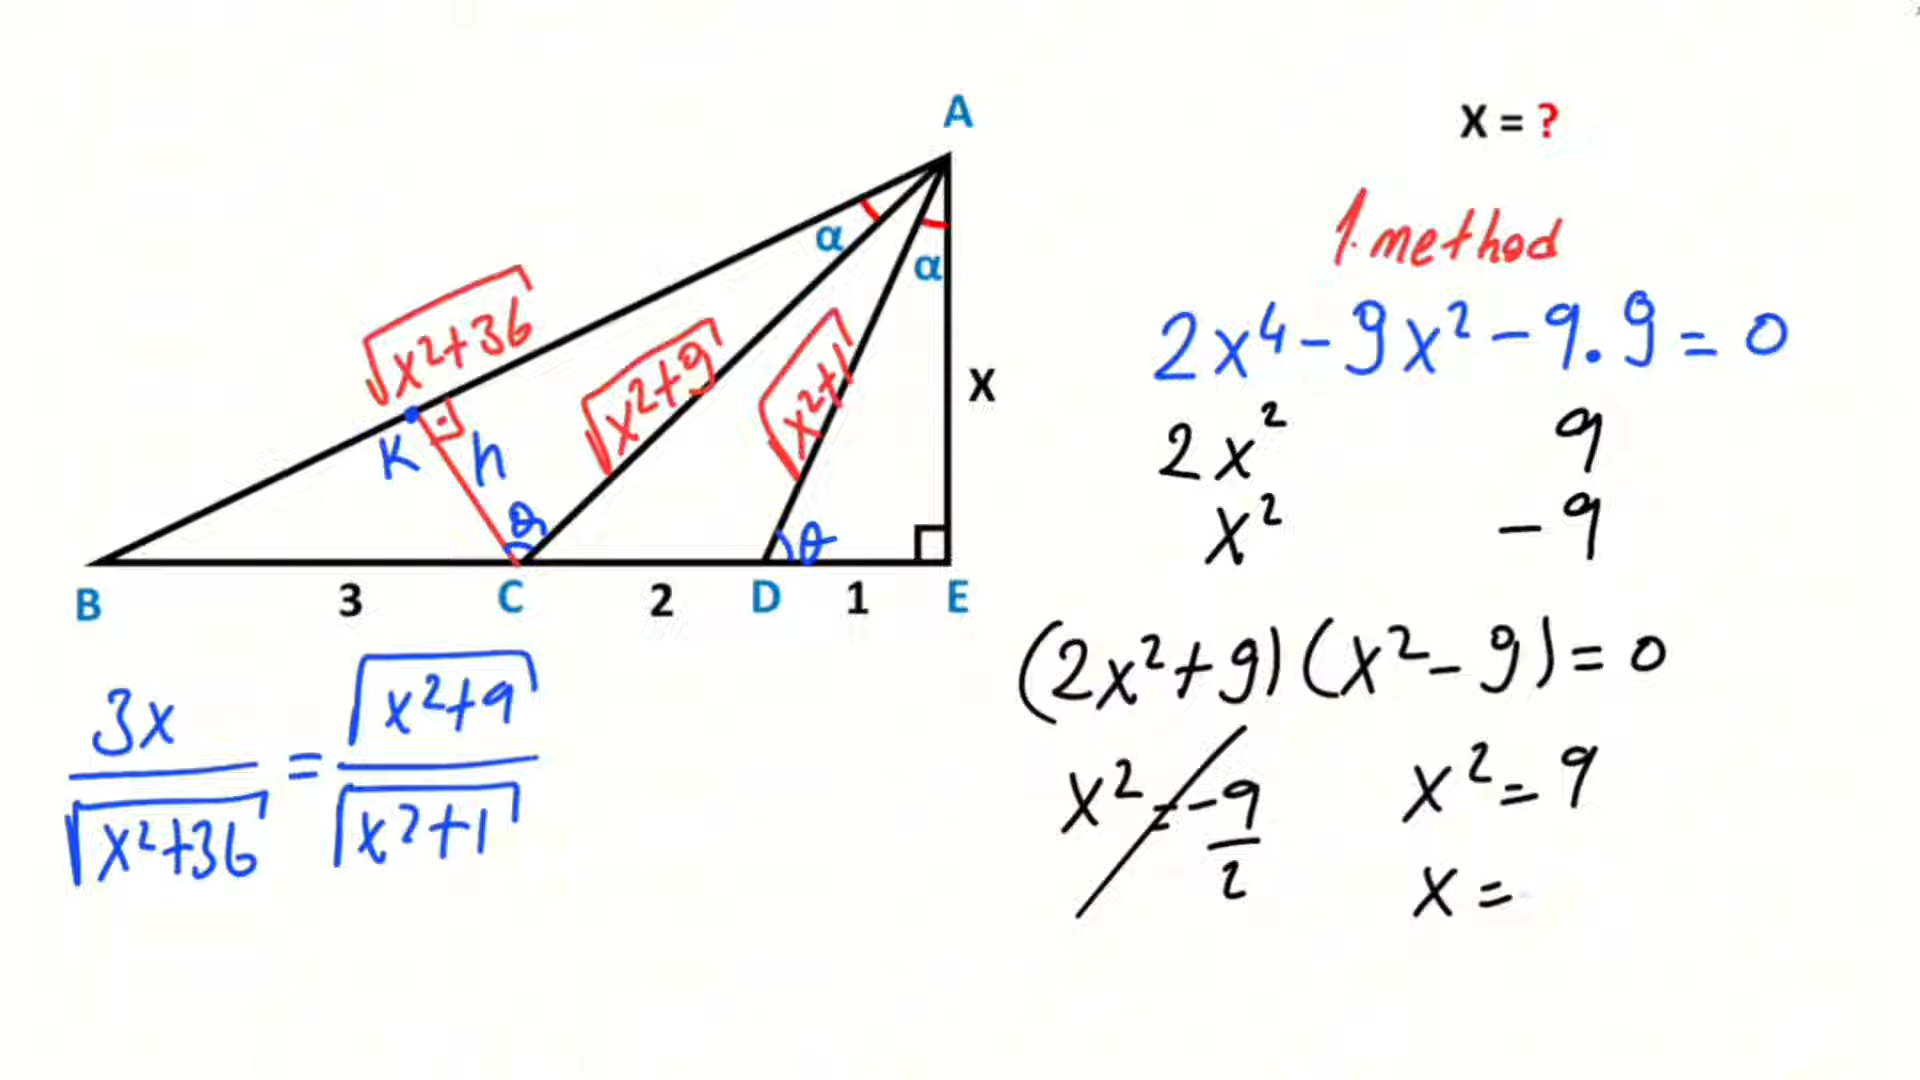 A
X = ?
1. method
α
α
√x²+36
√x²+9
√x²+1
X
K
h
θ
θ
B
3
C
2
D
1
E
2x⁴ - 9x² - 9.9 = 0
2x² 9
x² -9
(2x²+9)(x²-9) = 0
x² = -9/2
x² = 9
x =
3x/√x²+36 = √x²+9/√x²+1